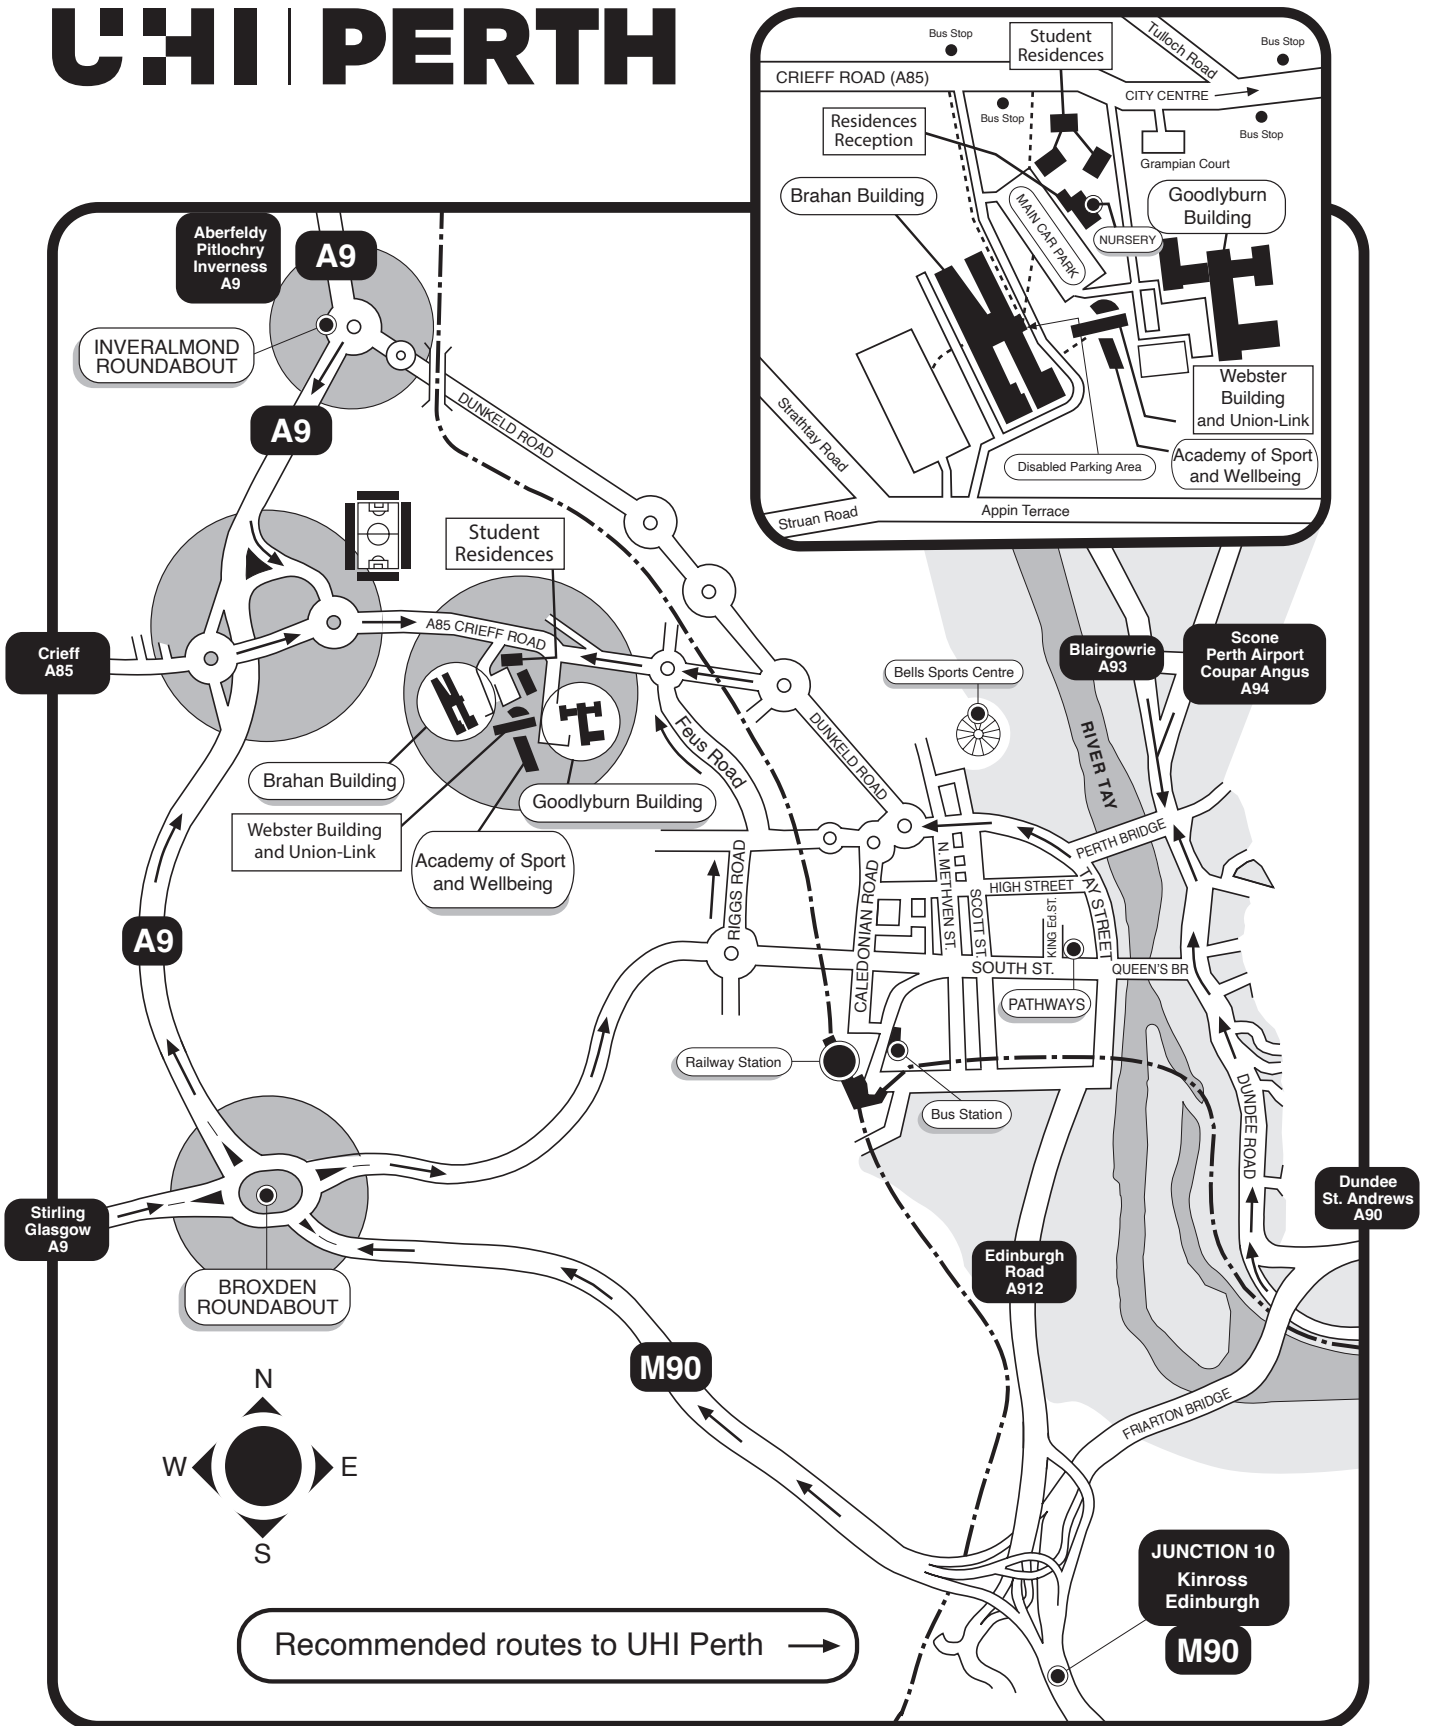 UHI PERTH
Bus Stop
Student
Residences
Tulloch Road
Bus Stop
CRIEFF ROAD (A85)
CITY CENTRE
Residences
Reception
Bus Stop
Bus Stop
Grampian Court
Brahan Building
MAIN CAR PARK
Goodlyburn
Building
NURSERY
Webster
Building
and Union-Link
Strathtay Road
Disabled Parking Area
Academy of Sport
and Wellbeing
Struan Road
Appin Terrace
Aberfeldy
Pitlochry
Inverness
A9
A9
INVERALMOND
ROUNDABOUT
A9
DUNKELD ROAD
Student
Residences
A85 CRIEFF ROAD
Crieff
A85
Blairgowrie
A93
Scone
Perth Airport
Coupar Angus
A94
Bells Sports Centre
RIVER TAY
DUNKELD ROAD
Feus Road
Brahan Building
Goodlyburn Building
Webster Building
and Union-Link
Academy of Sport
and Wellbeing
PERTH BRIDGE
RIGGS ROAD
CALEDONIAN ROAD
N. METHVEN ST.
SCOTT ST.
HIGH STREET
KING Ed.ST.
TAY STREET
A9
SOUTH ST.
QUEEN'S BR
PATHWAYS
Railway Station
Bus Station
DUNDEE ROAD
Stirling
Glasgow
A9
Dundee
St. Andrews
A90
BROXDEN
ROUNDABOUT
Edinburgh
Road
A912
M90
FRIARTON BRIDGE
N
W
E
S
JUNCTION 10
Kinross
Edinburgh
M90
Recommended routes to UHI Perth